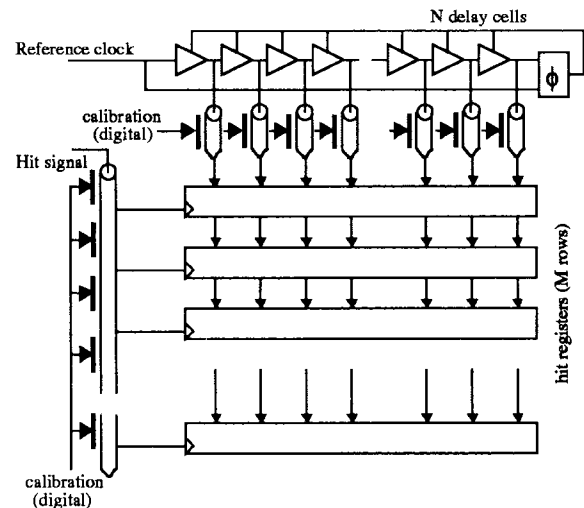 N delay cells
Reference clock
ϕ
calibration
(digital)
Hit signal
hit registers (M rows)
calibration
(digital)